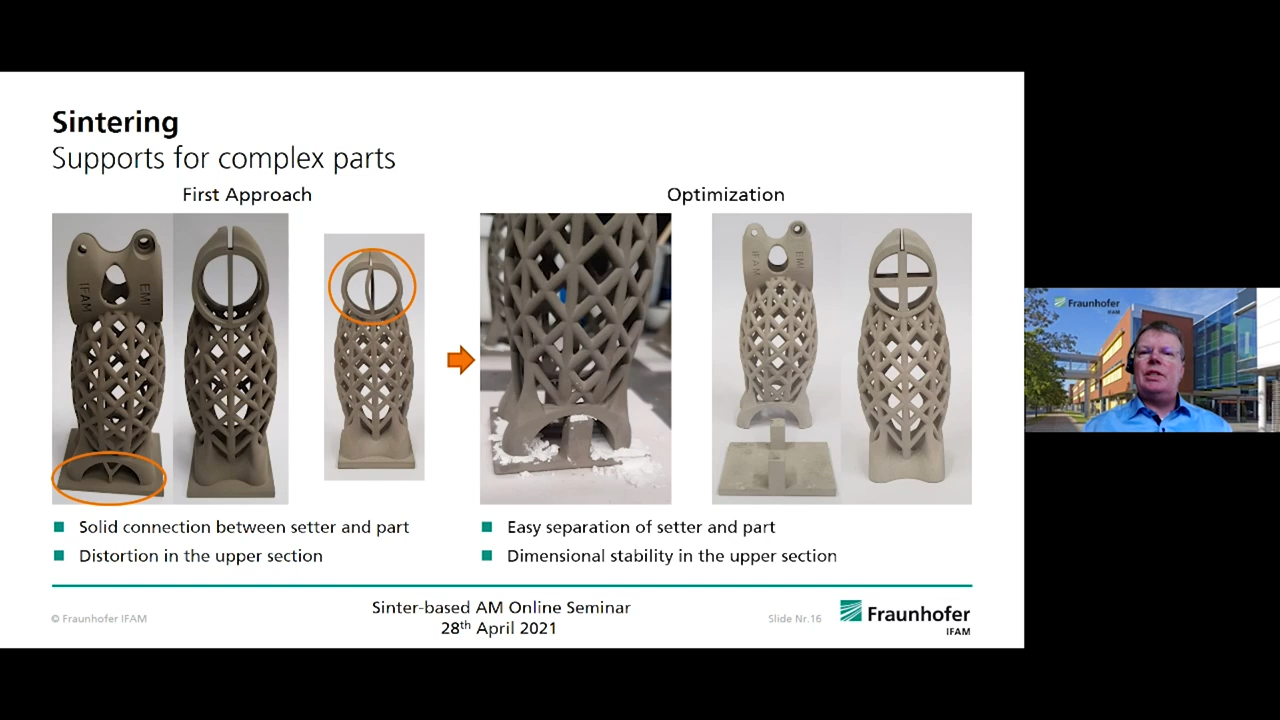 Sintering
Supports for complex parts
First Approach
Optimization
IFAM
EMI
IFAM
EMI
Solid connection between setter and part
Distortion in the upper section
Easy separation of setter and part
Dimensional stability in the upper section
© Fraunhofer IFAM
Sinter-based AM Online Seminar
28th April 2021
Slide Nr.16
Fraunhofer
IFAM
Fraunhofer
IFAM